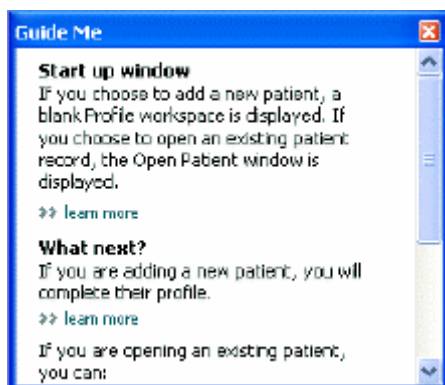 Guide Me
Start up window
If you choose to add a new patient, a
blank Profile workspace is displayed. If
you choose to open an existing patient
record, the Open Patient window is
displayed.
>> learn more
What next?
If you are adding a new patient, you will
complete their profile.
>> learn more
If you are opening an existing patient,
you can: